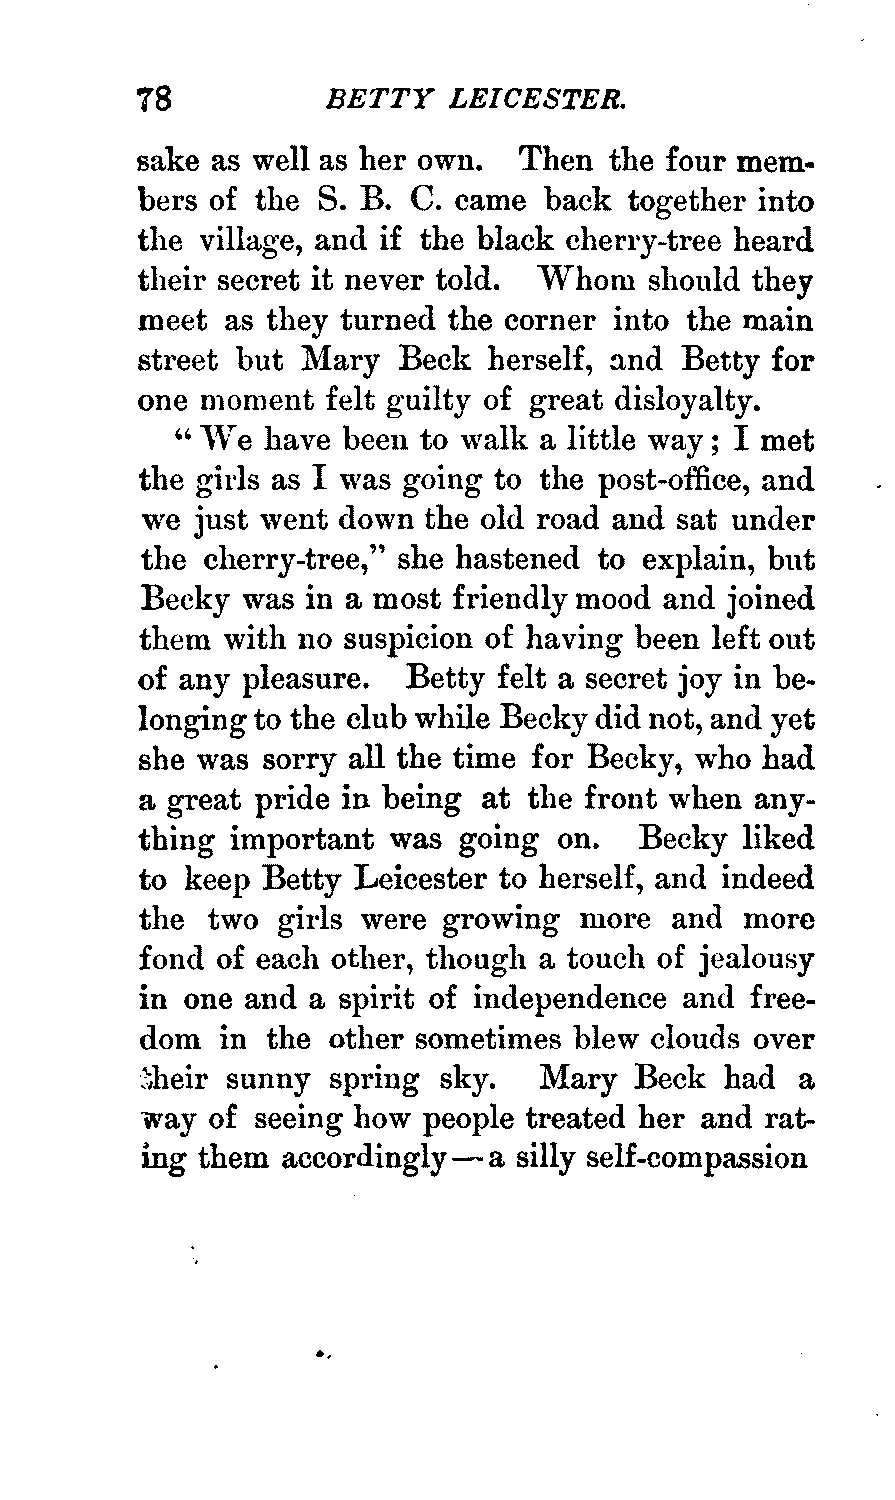 78 BETTY LEICESTER.
sake as well as her own. Then the four mem-
bers of the S. B. C. came back together into
the village, and if the black cherry-tree heard
their secret it never told. Whom should they
meet as they turned the corner into the main
street but Mary Beck herself, and Betty for
one moment felt guilty of great disloyalty.
“We have been to walk a little way; I met
the girls as I was going to the post-office, and
we just went down the old road and sat under
the cherry-tree,” she hastened to explain, but
Becky was in a most friendly mood and joined
them with no suspicion of having been left out
of any pleasure. Betty felt a secret joy in be-
longing to the club while Becky did not, and yet
she was sorry all the time for Becky, who had
a great pride in being at the front when any-
thing important was going on. Becky liked
to keep Betty Leicester to herself, and indeed
the two girls were growing more and more
fond of each other, though a touch of jealousy
in one and a spirit of independence and free-
dom in the other sometimes blew clouds over
their sunny spring sky. Mary Beck had a
way of seeing how people treated her and rat-
ing them accordingly—a silly self-compassion